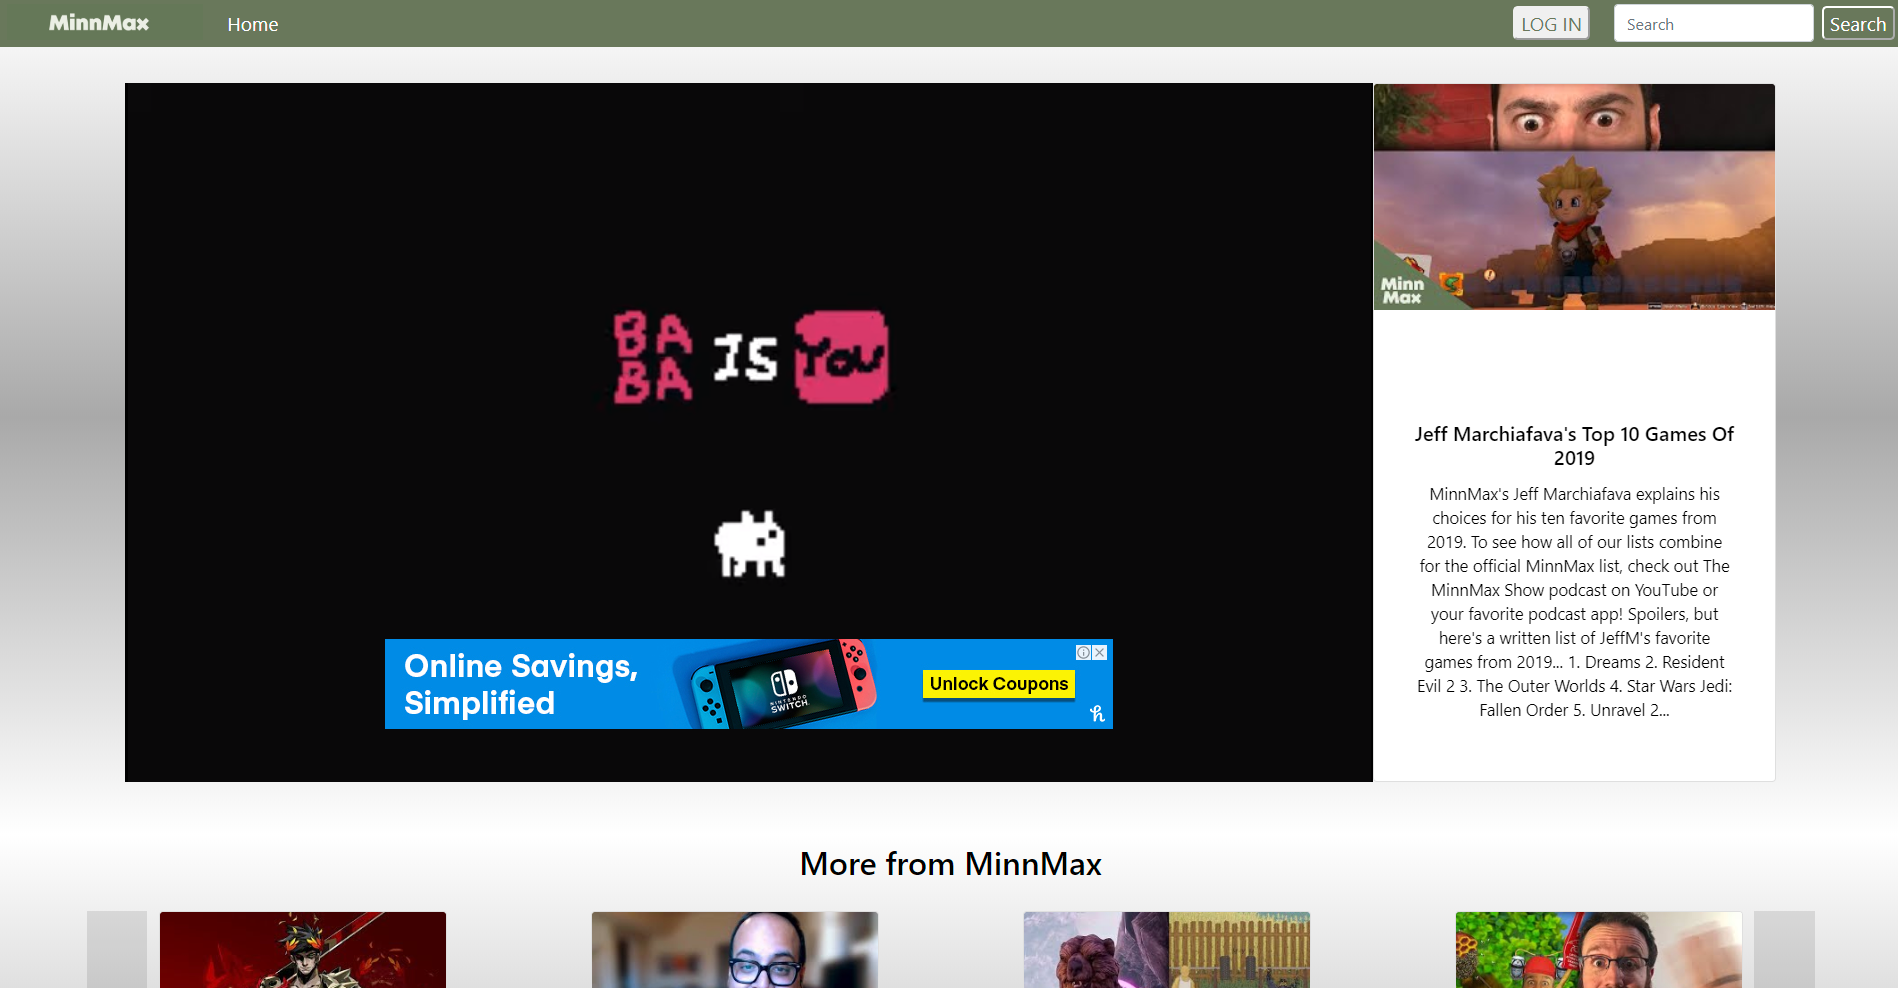 MinnMax
Home
LOG IN
Search
Search
BA
BA
IS
YOU
Online Savings,
Simplified
NINTENDO
SWITCH
Unlock Coupons
h
Minn
Max
Jeff Marchiafava's Top 10 Games Of
2019
MinnMax's Jeff Marchiafava explains his
choices for his ten favorite games from
2019. To see how all of our lists combine
for the official MinnMax list, check out The
MinnMax Show podcast on YouTube or
your favorite podcast app! Spoilers, but
here's a written list of JeffM's favorite
games from 2019... 1. Dreams 2. Resident
Evil 2 3. The Outer Worlds 4. Star Wars Jedi:
Fallen Order 5. Unravel 2...
More from MinnMax